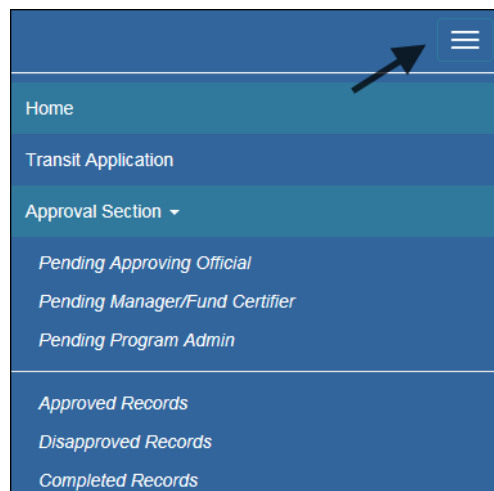 Home
Transit Application
Approval Section
Pending Approving Official
Pending Manager/Fund Certifier
Pending Program Admin
Approved Records
Disapproved Records
Completed Records